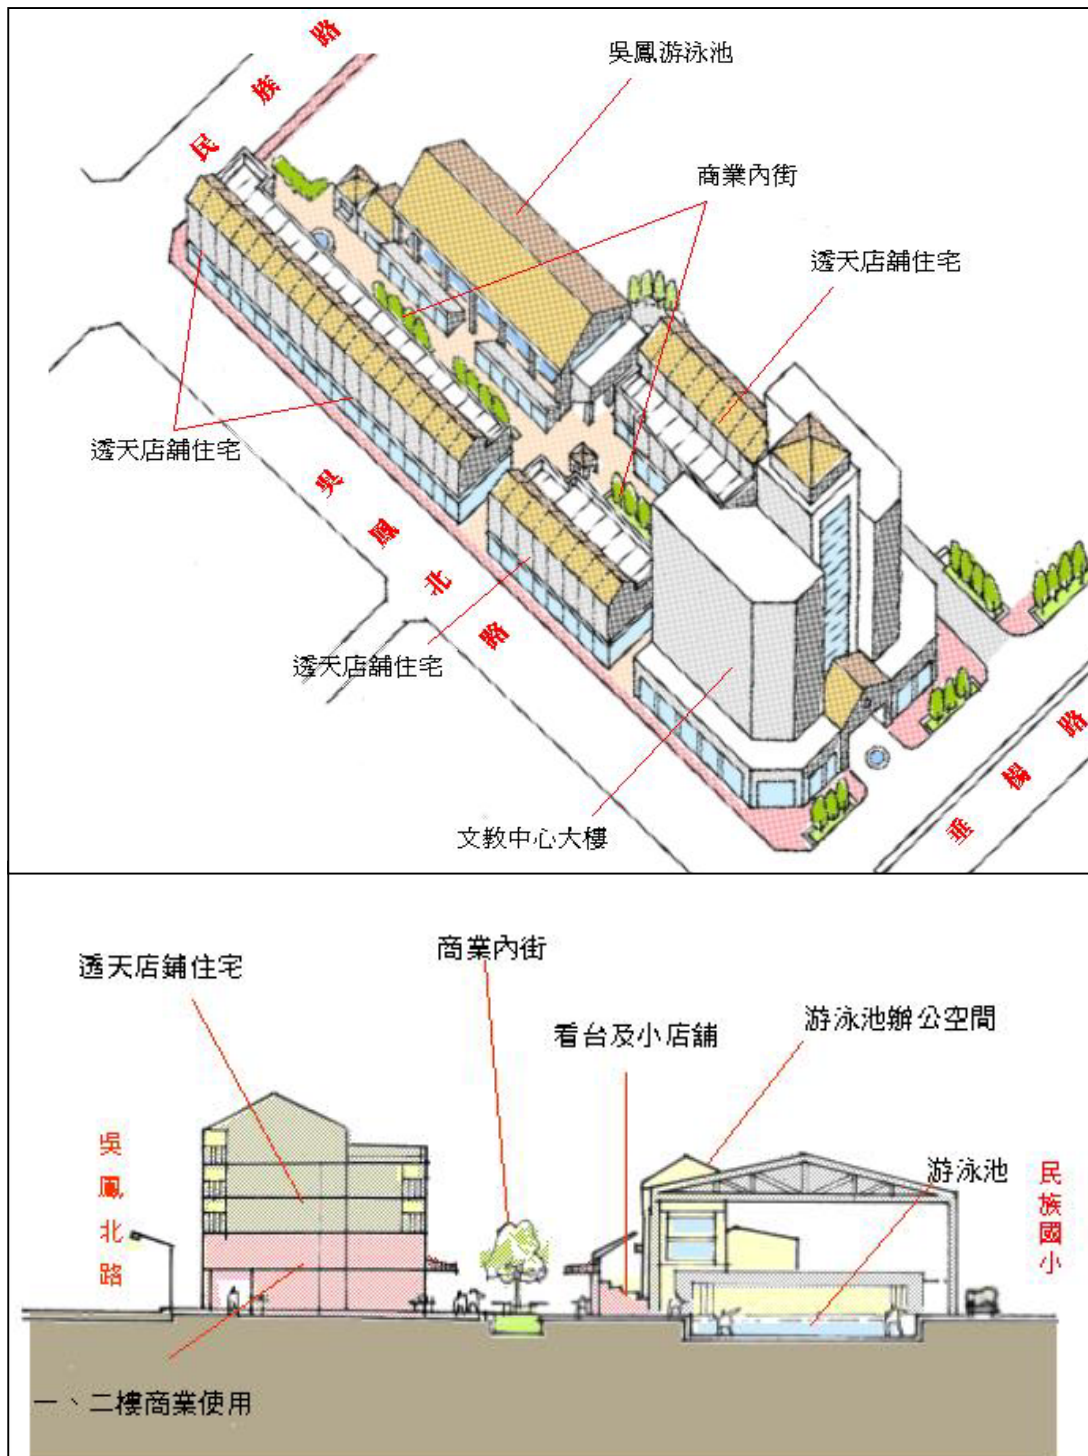 民族路
吳鳳游泳池
商業內街
透天店舖住宅
透天店舖住宅
吳鳳北路
透天店舖住宅
文教中心大樓
垂楊路
透天店鋪住宅
商業內街
看台及小店舖
游泳池辦公空間
游泳池
吳鳳北路
民族國小
一、二樓商業使用